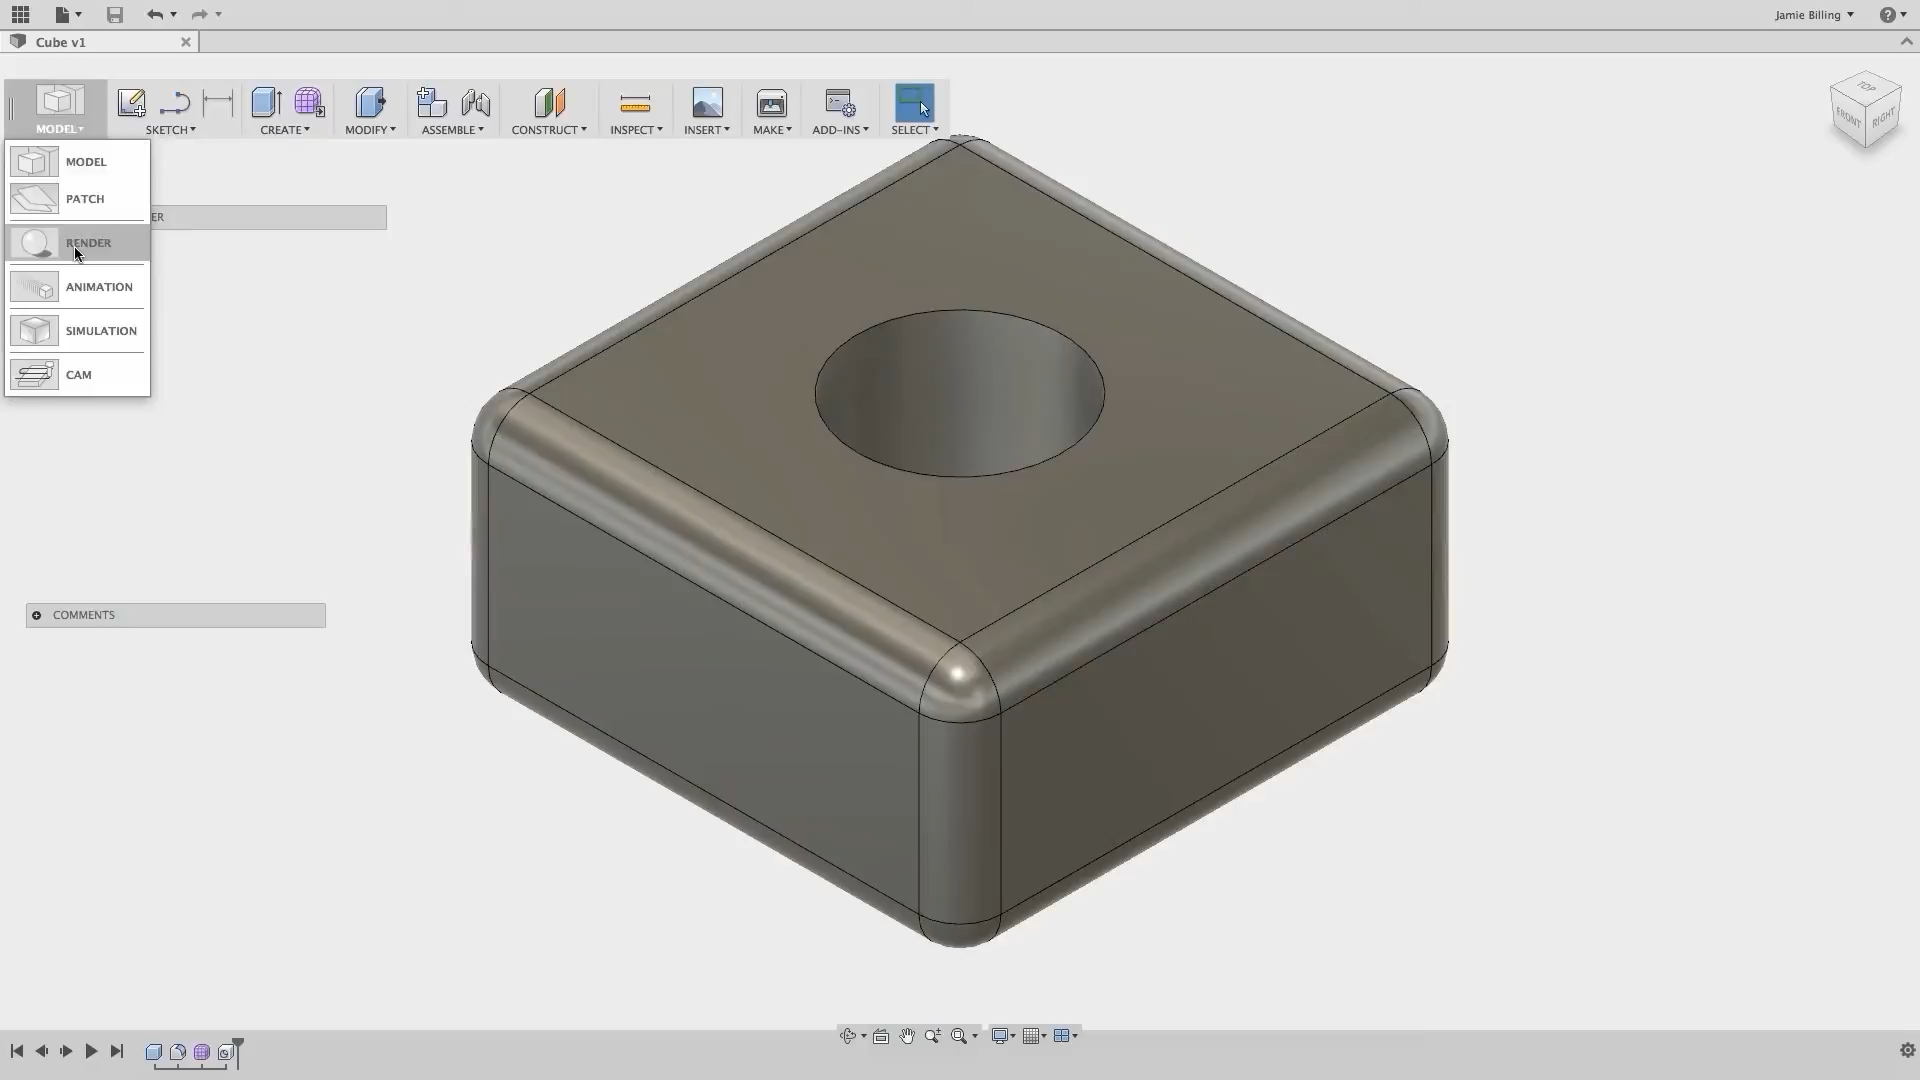 Jamie Billing
Cube v1
MODEL
SKETCH
CREATE
MODIFY
ASSEMBLE
CONSTRUCT
INSPECT
INSERT
MAKE
ADD-INS
SELECT
TOP
FRONT
RIGHT
MODEL
PATCH
ER
RENDER
ANIMATION
SIMULATION
CAM
COMMENTS